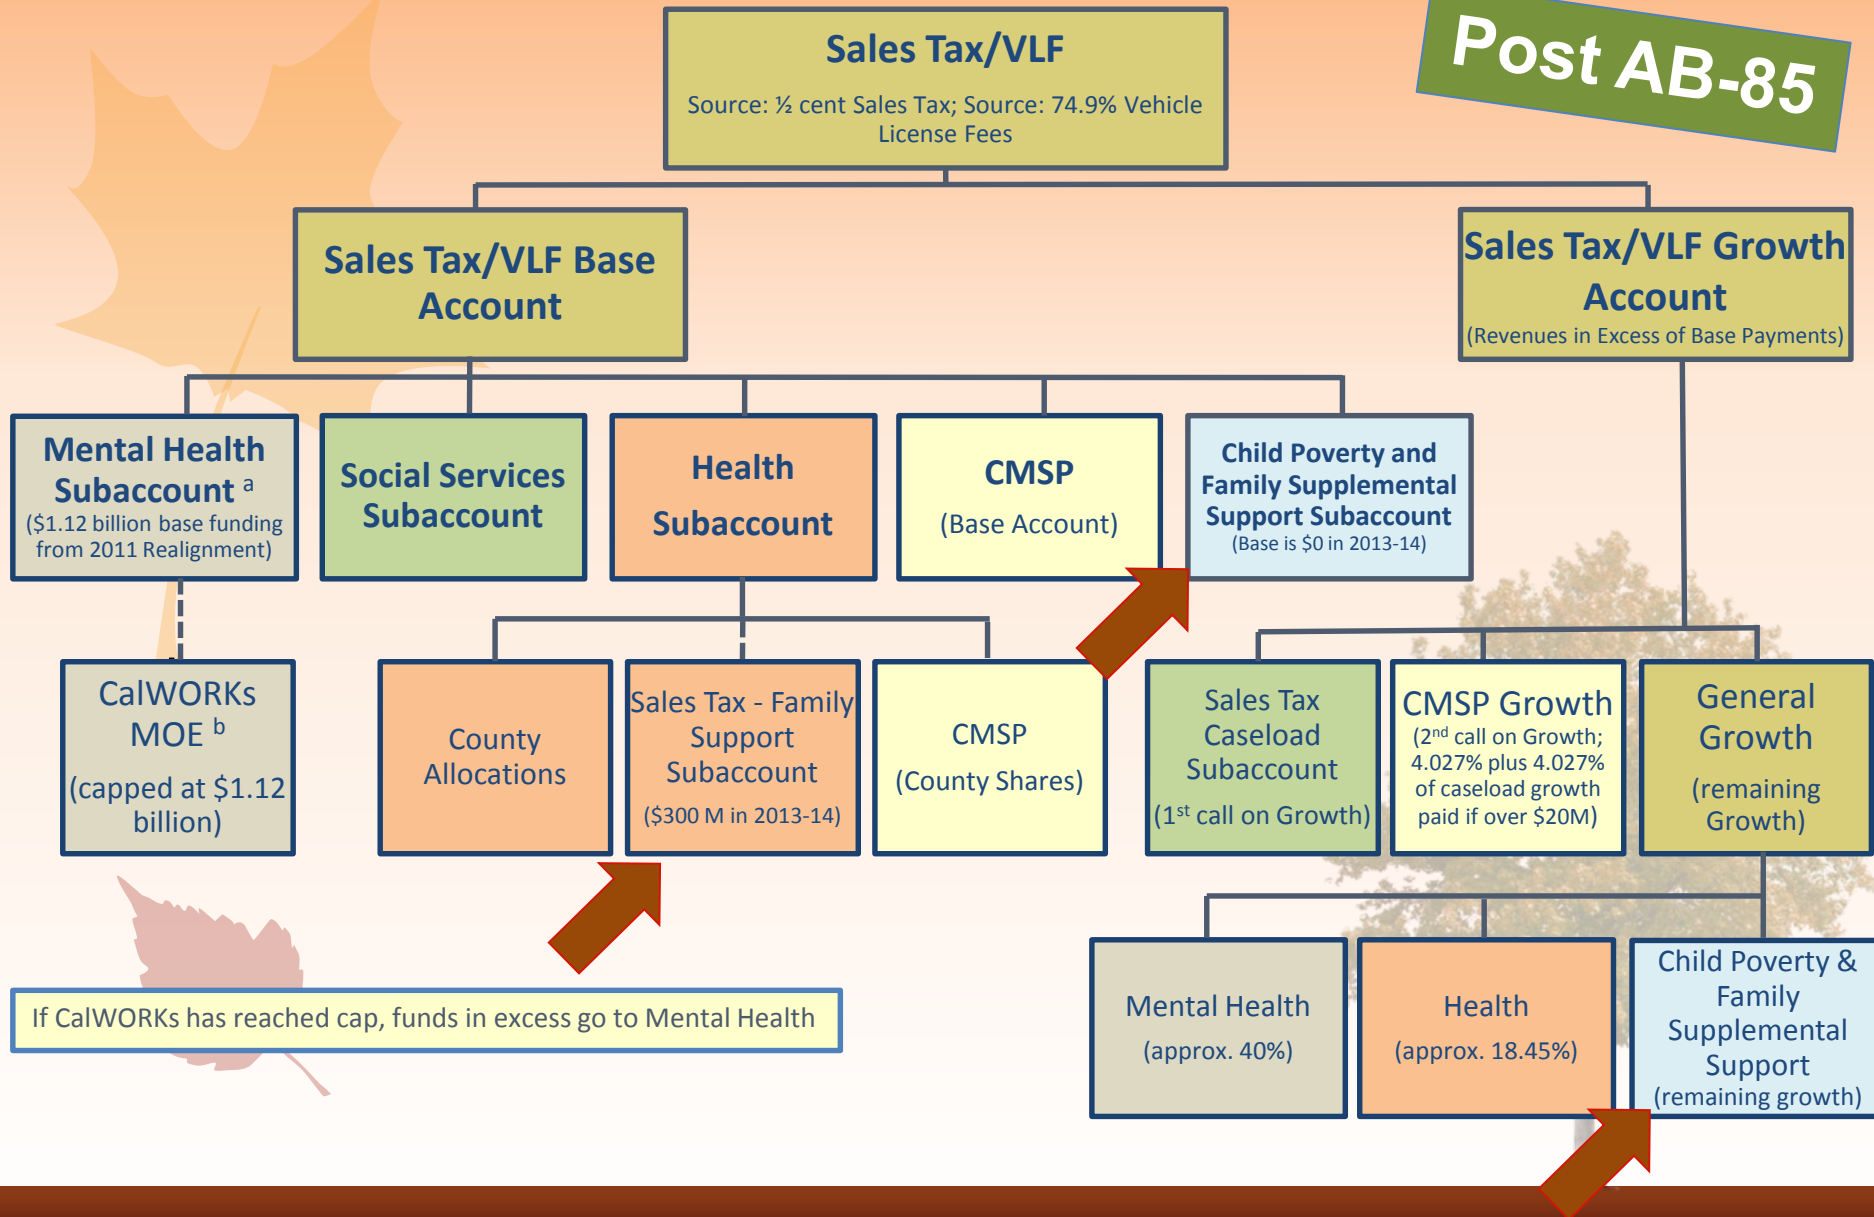 Post AB-85
Sales Tax/VLF
Source: ½ cent Sales Tax; Source: 74.9% Vehicle
License Fees
Sales Tax/VLF Base
Account
Sales Tax/VLF Growth
Account
(Revenues in Excess of Base Payments)
Mental Health
Subaccount a
($1.12 billion base funding
from 2011 Realignment)
Social Services
Subaccount
Health
Subaccount
CMSP
(Base Account)
Child Poverty and
Family Supplemental
Support Subaccount
(Base is $0 in 2013-14)
CalWORKs
MOE b
(capped at $1.12
billion)
County
Allocations
Sales Tax - Family
Support
Subaccount
($300 M in 2013-14)
CMSP
(County Shares)
Sales Tax
Caseload
Subaccount
(1st call on Growth)
CMSP Growth
(2nd call on Growth;
4.027% plus 4.027%
of caseload growth
paid if over $20M)
General
Growth
(remaining
Growth)
If CalWORKs has reached cap, funds in excess go to Mental Health
Mental Health
(approx. 40%)
Health
(approx. 18.45%)
Child Poverty &
Family
Supplemental
Support
(remaining growth)